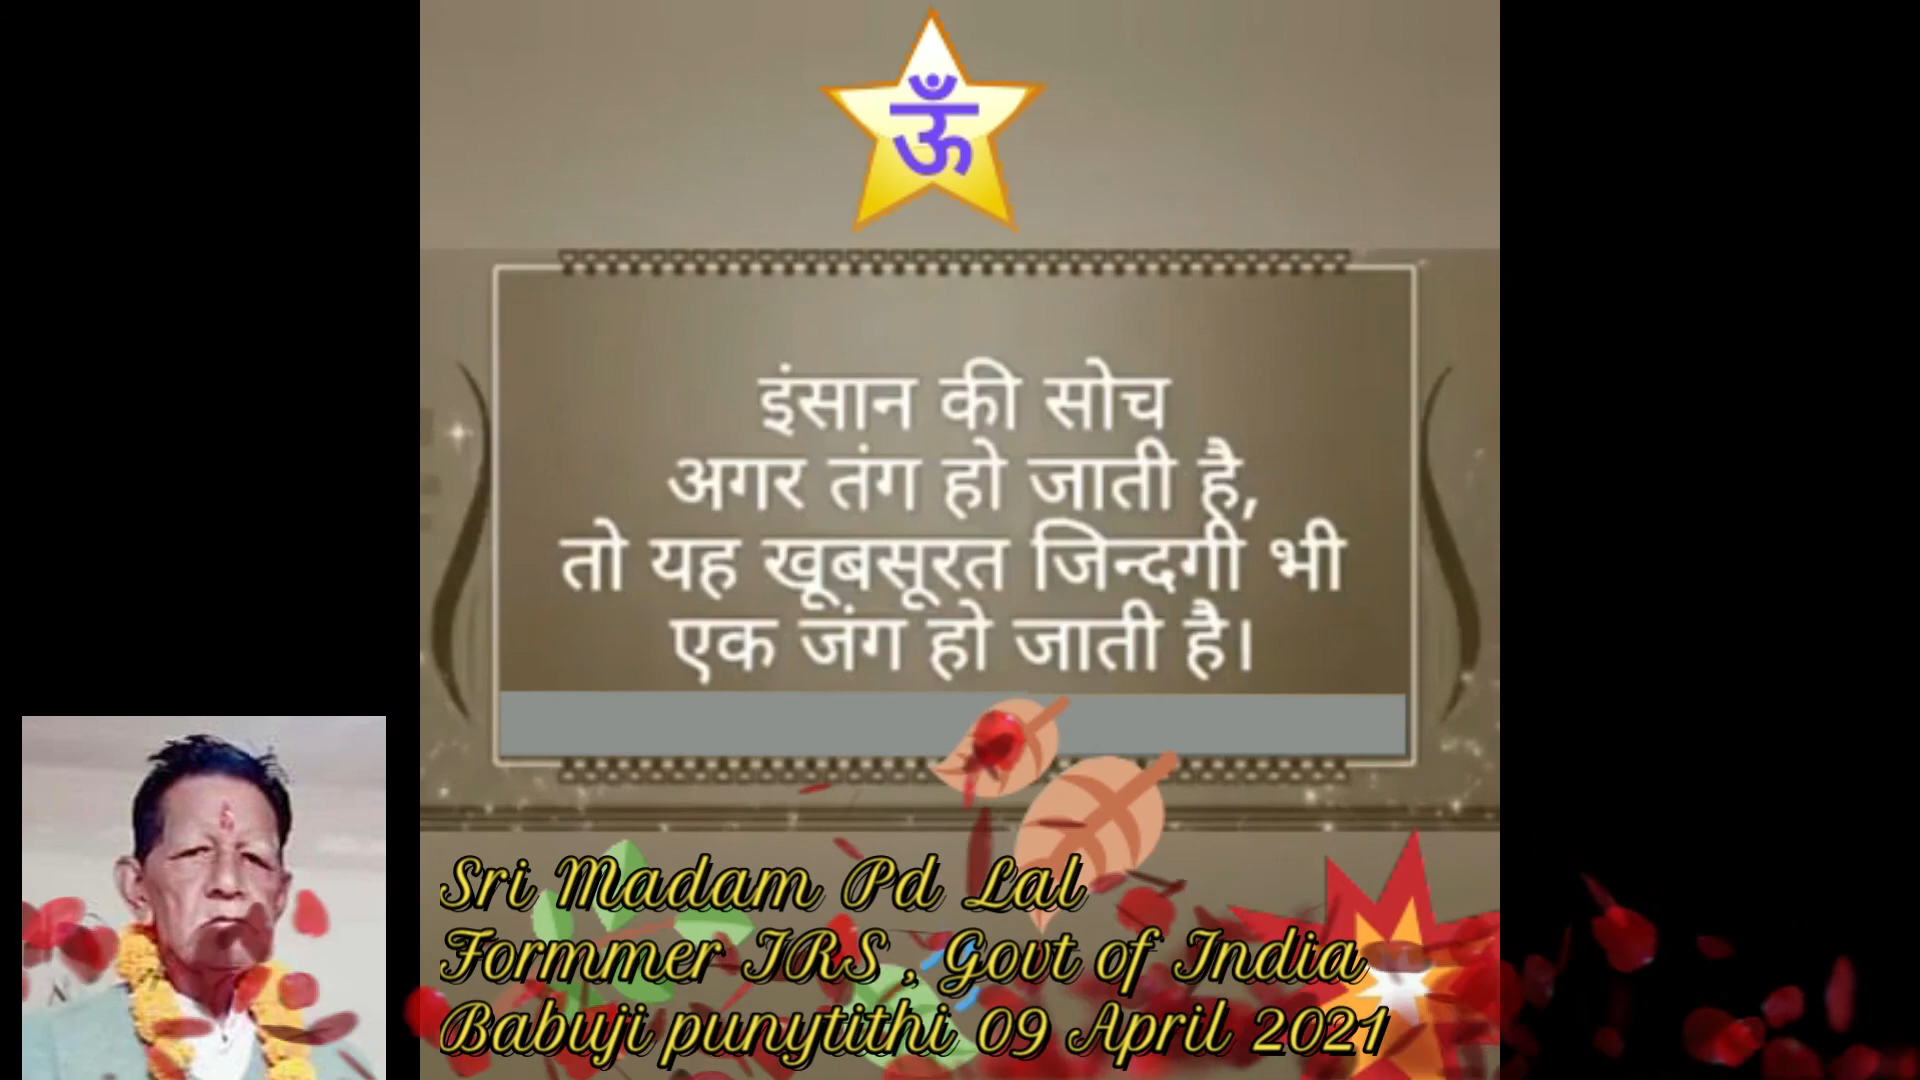 ॐ
इंसान की सोच
अगर तंग हो जाती है,
तो यह खूबसूरत जिन्दगी भी
एक जंग हो जाती है।
Sri Madam Pd Lal
Formmer IRS , Govt of India
Babuji punytithi 09 April 2021